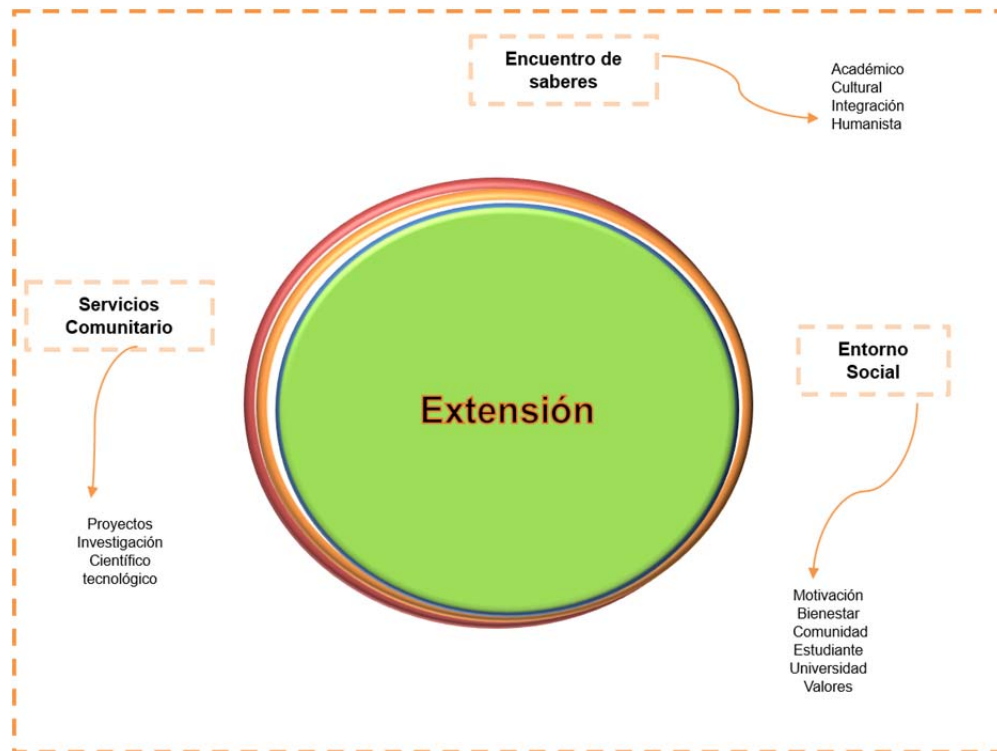 Encuentro de
saberes
Académico
Cultural
Integración
Humanista
Servicios
Comunitario
Proyectos
Investigación
Científico
tecnológico
Extensión
Entorno
Social
Motivación
Bienestar
Comunidad
Estudiante
Universidad
Valores